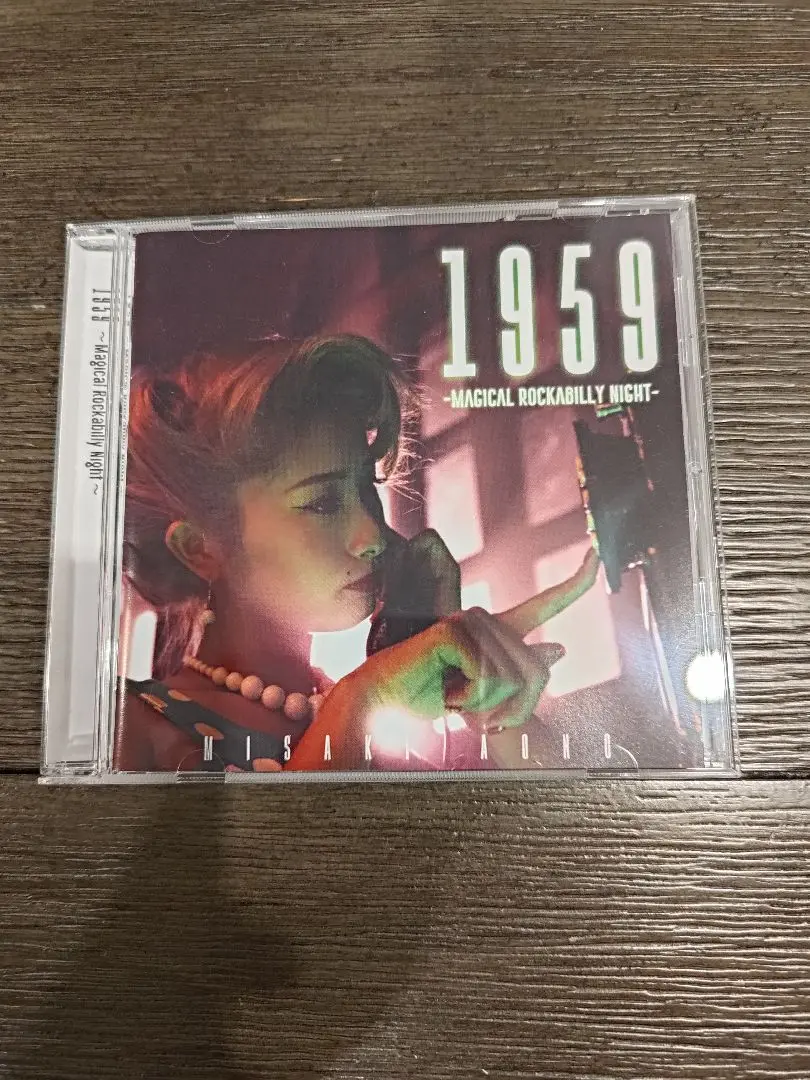 1959 ~Magical Rockabilly Night~
1959
-MAGICAL ROCKABILLY NIGHT-
MISAKI AONO